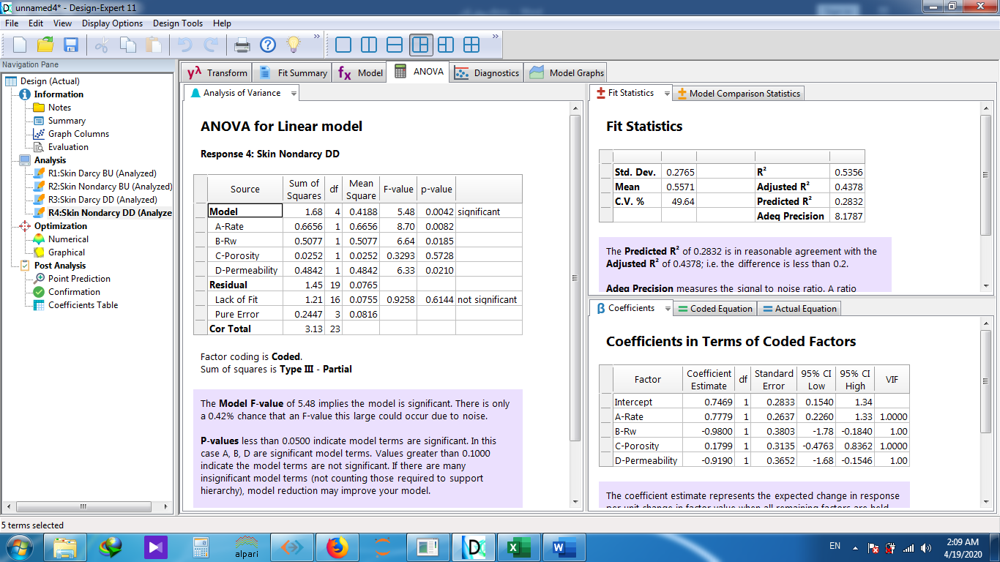 unnamed4* - Design-Expert 11
File Edit View Display Options Design Tools Help
Navigation Pane
Design (Actual)
Information
Notes
Summary
Graph Columns
Evaluation
Analysis
R1:Skin Darcy BU (Analyzed)
R2:Skin Nondarcy BU (Analyzed)
R3:Skin Darcy DD (Analyzed)
R4:Skin Nondarcy DD (Analyze
Optimization
Numerical
Graphical
Post Analysis
Point Prediction
Confirmation
Coefficients Table
Transform Fit Summary Model ANOVA Diagnostics Model Graphs
Analysis of Variance
ANOVA for Linear model
Response 4: Skin Nondarcy DD
Source Sum of Squares df Mean Square F-value p-value
Model 1.68 4 0.4188 5.48 0.0042 significant
A-Rate 0.6656 1 0.6656 8.70 0.0082
B-Rw 0.5077 1 0.5077 6.64 0.0185
C-Porosity 0.0252 1 0.0252 0.3293 0.5728
D-Permeability 0.4842 1 0.4842 6.33 0.0210
Residual 1.45 19 0.0765
Lack of Fit 1.21 16 0.0755 0.9258 0.6144 not significant
Pure Error 0.2447 3 0.0816
Cor Total 3.13 23
Factor coding is Coded.
Sum of squares is Type III - Partial
The Model F-value of 5.48 implies the model is significant. There is only
a 0.42% chance that an F-value this large could occur due to noise.
P-values less than 0.0500 indicate model terms are significant. In this
case A, B, D are significant model terms. Values greater than 0.1000
indicate the model terms are not significant. If there are many
insignificant model terms (not counting those required to support
hierarchy), model reduction may improve your model.
Fit Statistics Model Comparison Statistics
Fit Statistics
Std. Dev. 0.2765 R² 0.5356
Mean 0.5571 Adjusted R² 0.4378
C.V. % 49.64 Predicted R² 0.2832
Adeq Precision 8.1787
The Predicted R² of 0.2832 is in reasonable agreement with the
Adjusted R² of 0.4378; i.e. the difference is less than 0.2.
Adeq Precision measures the signal to noise ratio. A ratio
Coefficients Coded Equation Actual Equation
Coefficients in Terms of Coded Factors
Factor Coefficient Estimate df Standard Error 95% CI Low 95% CI High VIF
Intercept 0.7469 1 0.2833 0.1540 1.34
A-Rate 0.7779 1 0.2637 0.2260 1.33 1.0000
B-Rw -0.9800 1 0.3803 -1.78 -0.1840 1.00
C-Porosity 0.1799 1 0.3135 -0.4763 0.8362 1.0000
D-Permeability -0.9190 1 0.3652 -1.68 -0.1546 1.00
The coefficient estimate represents the expected change in response
per unit change in factor value when all remaining factors are held
5 terms selected
alpari
EN
2:09 AM
4/19/2020